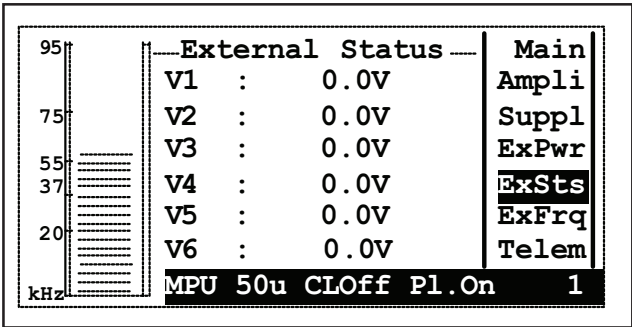 95
75
55
37
20
kHz
External Status
V1 : 0.0V
V2 : 0.0V
V3 : 0.0V
V4 : 0.0V
V5 : 0.0V
V6 : 0.0V
Main
Ampli
Suppl
ExPwr
ExSts
ExFrq
Telem
MPU 50u CLOff Pl.On 1